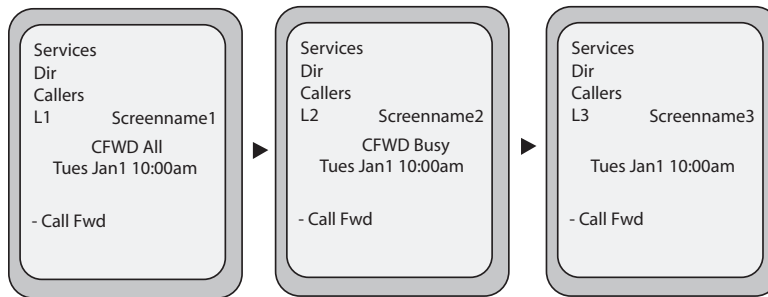 Services
Dir
Callers
L1 Screenname1
CFWD All
Tues Jan1 10:00am
- Call Fwd
Services
Dir
Callers
L2 Screenname2
CFWD Busy
Tues Jan1 10:00am
- Call Fwd
Services
Dir
Callers
L3 Screenname3
Tues Jan1 10:00am
- Call Fwd